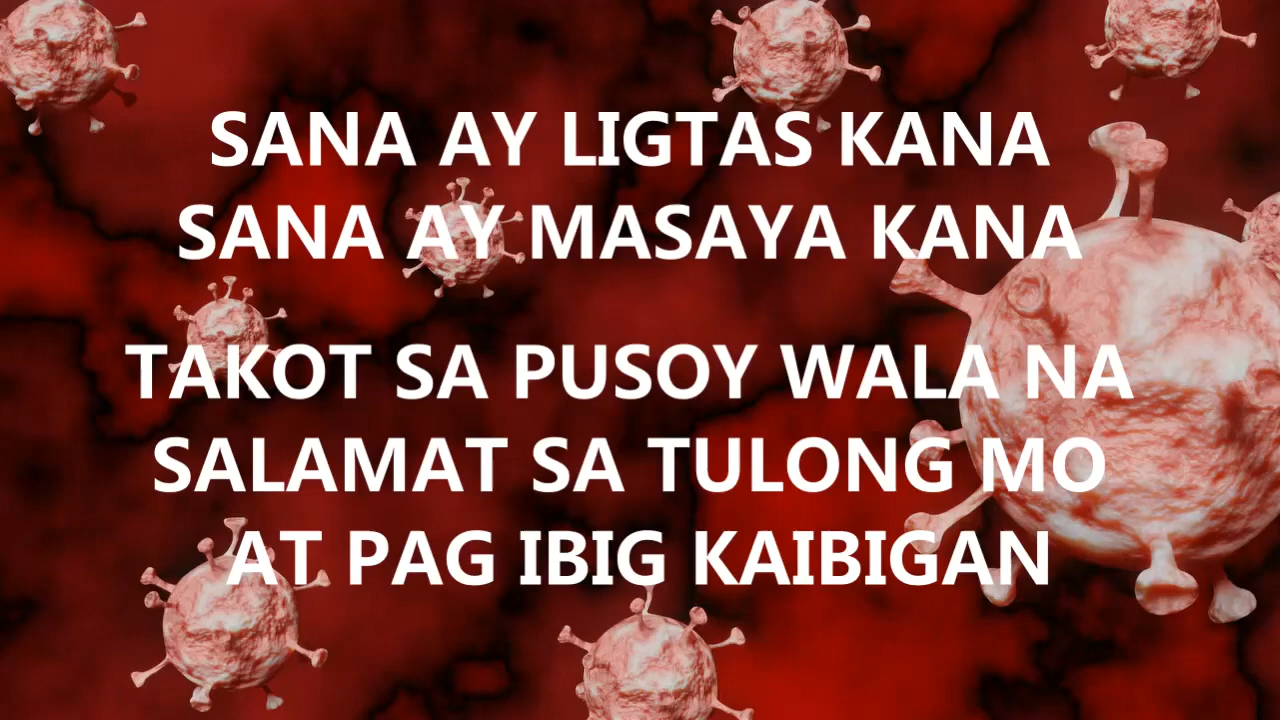 SANA AY LIGTAS KANA
SANA AY MASAYA KANA
TAKOT SA PUSOY WALA NA
SALAMAT SA TULONG MO
AT PAG IBIG KAIBIGAN